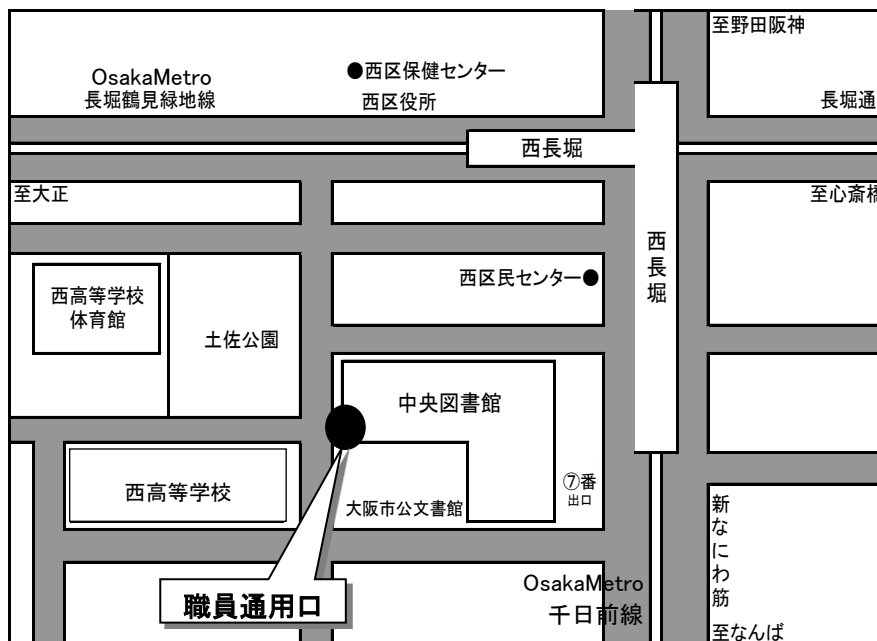 至野田阪神
OsakaMetro
長堀鶴見緑地線
●西区保健センター
西区役所
長堀通
西長堀
至大正
至心斎橋
西長堀
西区民センター●
西高等学校
体育館
土佐公園
中央図書館
西高等学校
大阪市公文書館
⑦番
出口
新なにわ筋
OsakaMetro
千日前線
職員通用口
至なんば